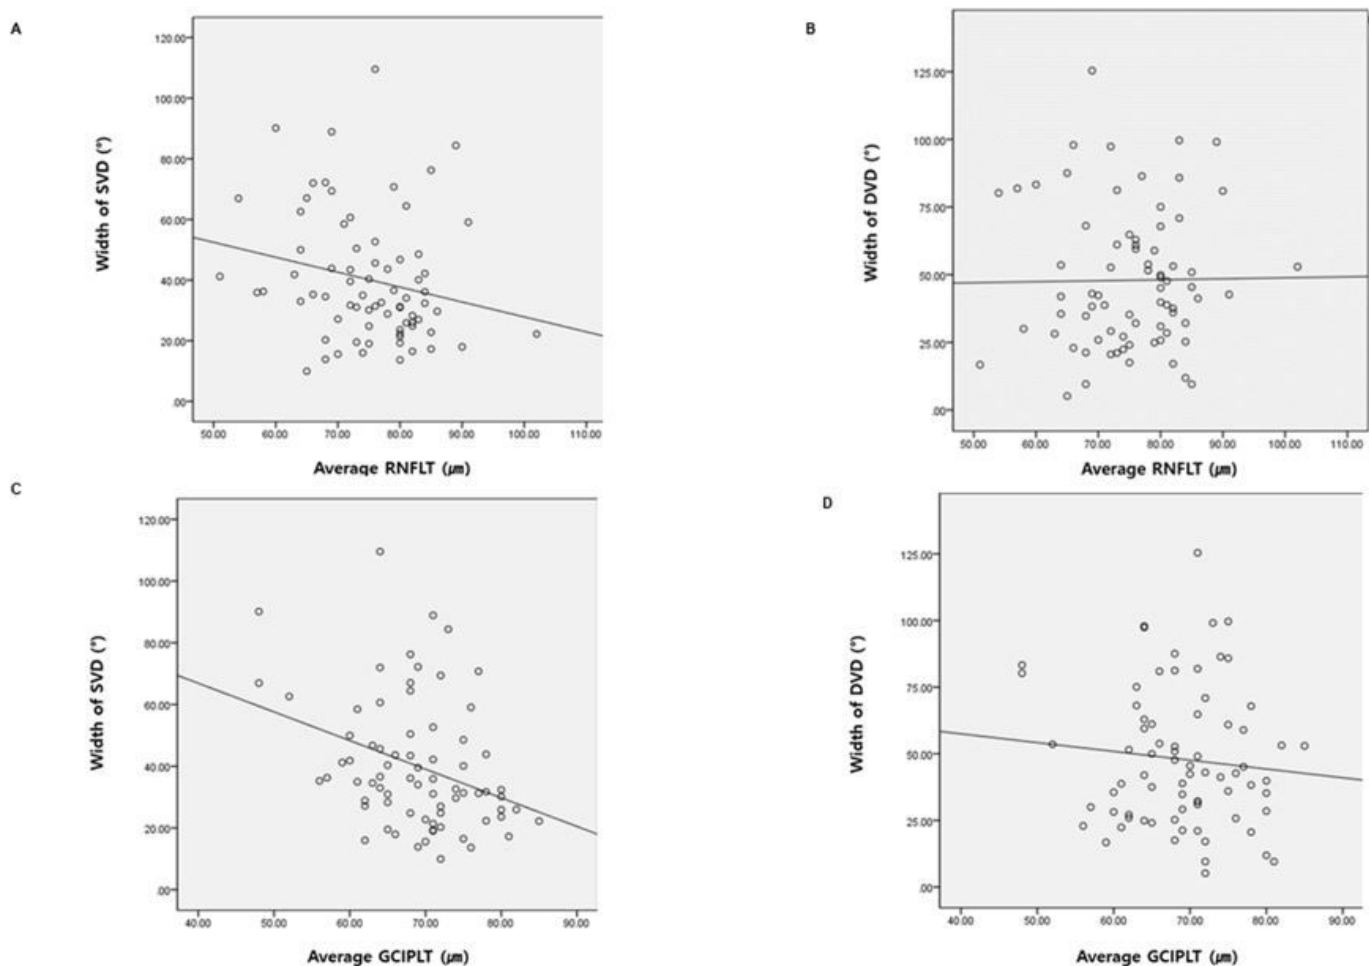 A
120.00
100.00
80.00
60.00
40.00
20.00
.00
Width of SVD (°)
50.00 60.00 70.00 80.00 90.00 100.00 110.00
Average RNFLT (㎛)
B
125.00
100.00
75.00
50.00
25.00
.00
Width of DVD (°)
50.00 60.00 70.00 80.00 90.00 100.00 110.00
Average RNFLT (㎛)
C
120.00
100.00
80.00
60.00
40.00
20.00
.00
Width of SVD (°)
40.00 50.00 60.00 70.00 80.00 90.00
Average GCIPLT (㎛)
D
125.00
100.00
75.00
50.00
25.00
.00
Width of DVD (°)
40.00 50.00 60.00 70.00 80.00 90.00
Average GCIPLT (㎛)